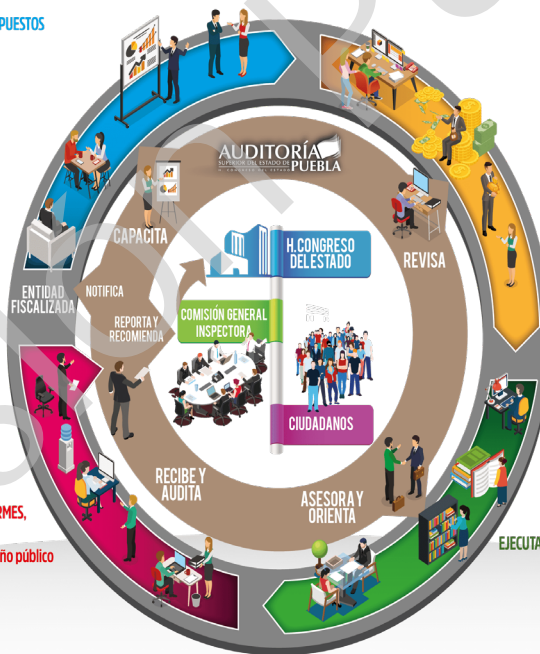 PUESTOS
AUDITORÍA
SUPERIOR DEL ESTADO DE
PUEBLA
CAPACITA
H.CONGRESO
DEL ESTADO
REVISA
ENTIDAD
FISCALIZADA
NOTIFICA
REPORTA Y
RECOMIENDA
COMISIÓN GENERAL
INSPECTORA
CIUDADANOS
RECIBE Y
AUDITA
ASESORA Y
ORIENTA
RMES,
ño público
EJECUTA